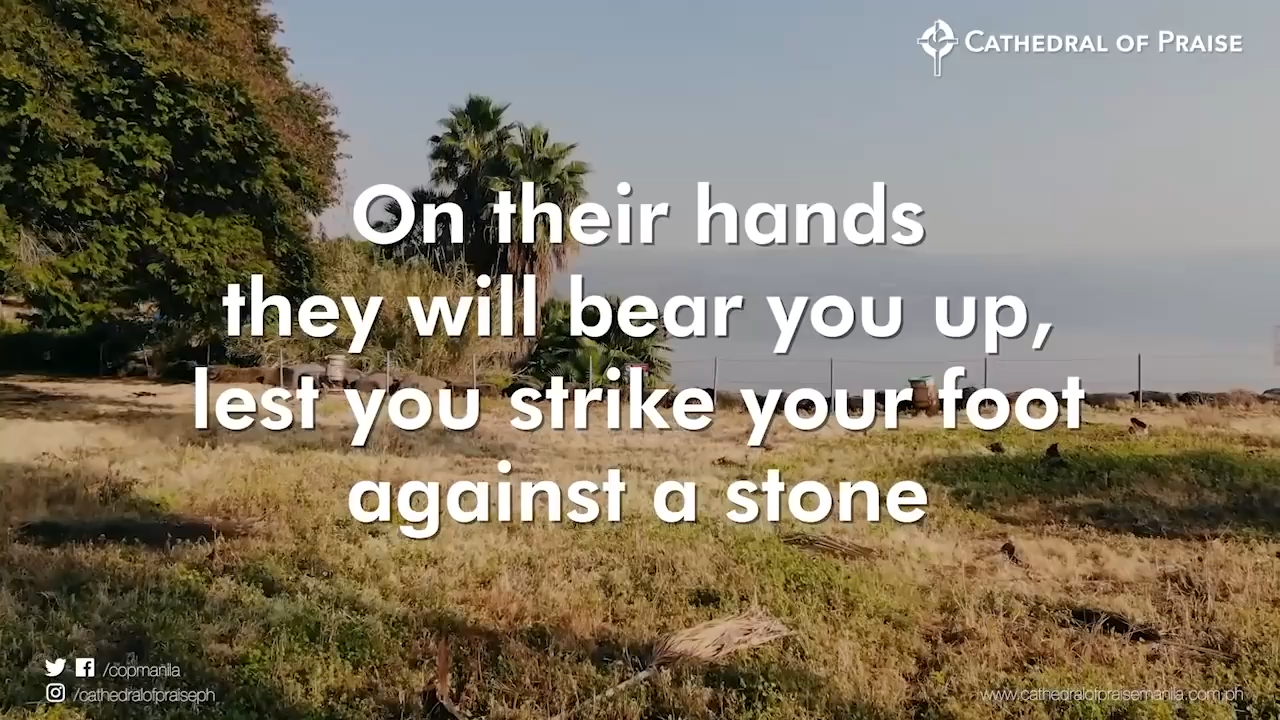 CATHEDRAL OF PRAISE
On their hands
they will bear you up,
lest you strike your foot
against a stone
/copmanila
/cathedralofpraiseph
www.cathedralofpraisemanila.com.ph